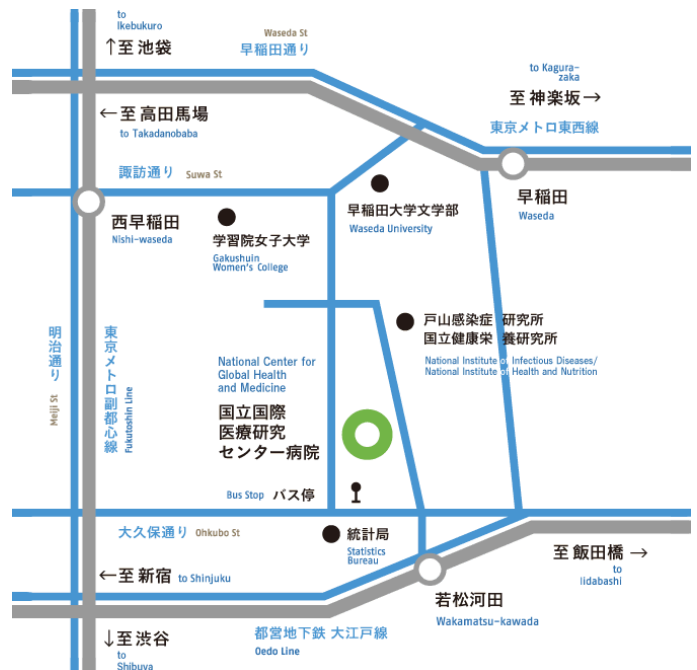 to
Ikebukuro
↑至 池袋
Waseda St
早稲田通り
to Kagura-
zaka
至 神楽坂→
←至 高田馬場
to Takadanobaba
東京メトロ東西線
諏訪通り Suwa St
早稲田
Waseda
西早稲田
Nishi-waseda
学習院女子大学
Gakushuin
Women's College
早稲田大学文学部
Waseda University
戸山感染症 研究所
国立健康栄 養研究所
National Institute of Infectious Diseases/
National Institute of Health and Nutrition
明治通り
Meiji St
東京メトロ副都心線
Fukutoshin Line
National Center for
Global Health
and Medicine
国立国際
医療研究
センター病院
Bus Stop バス停
大久保通り Ohkubo St
統計局
Statistics
Bureau
至 飯田橋 →
to
Iidabashi
←至 新宿 to Shinjuku
若松河田
Wakamatsu-kawada
↓至 渋谷
to
Shibuya
都営地下鉄 大江戸線
Oedo Line